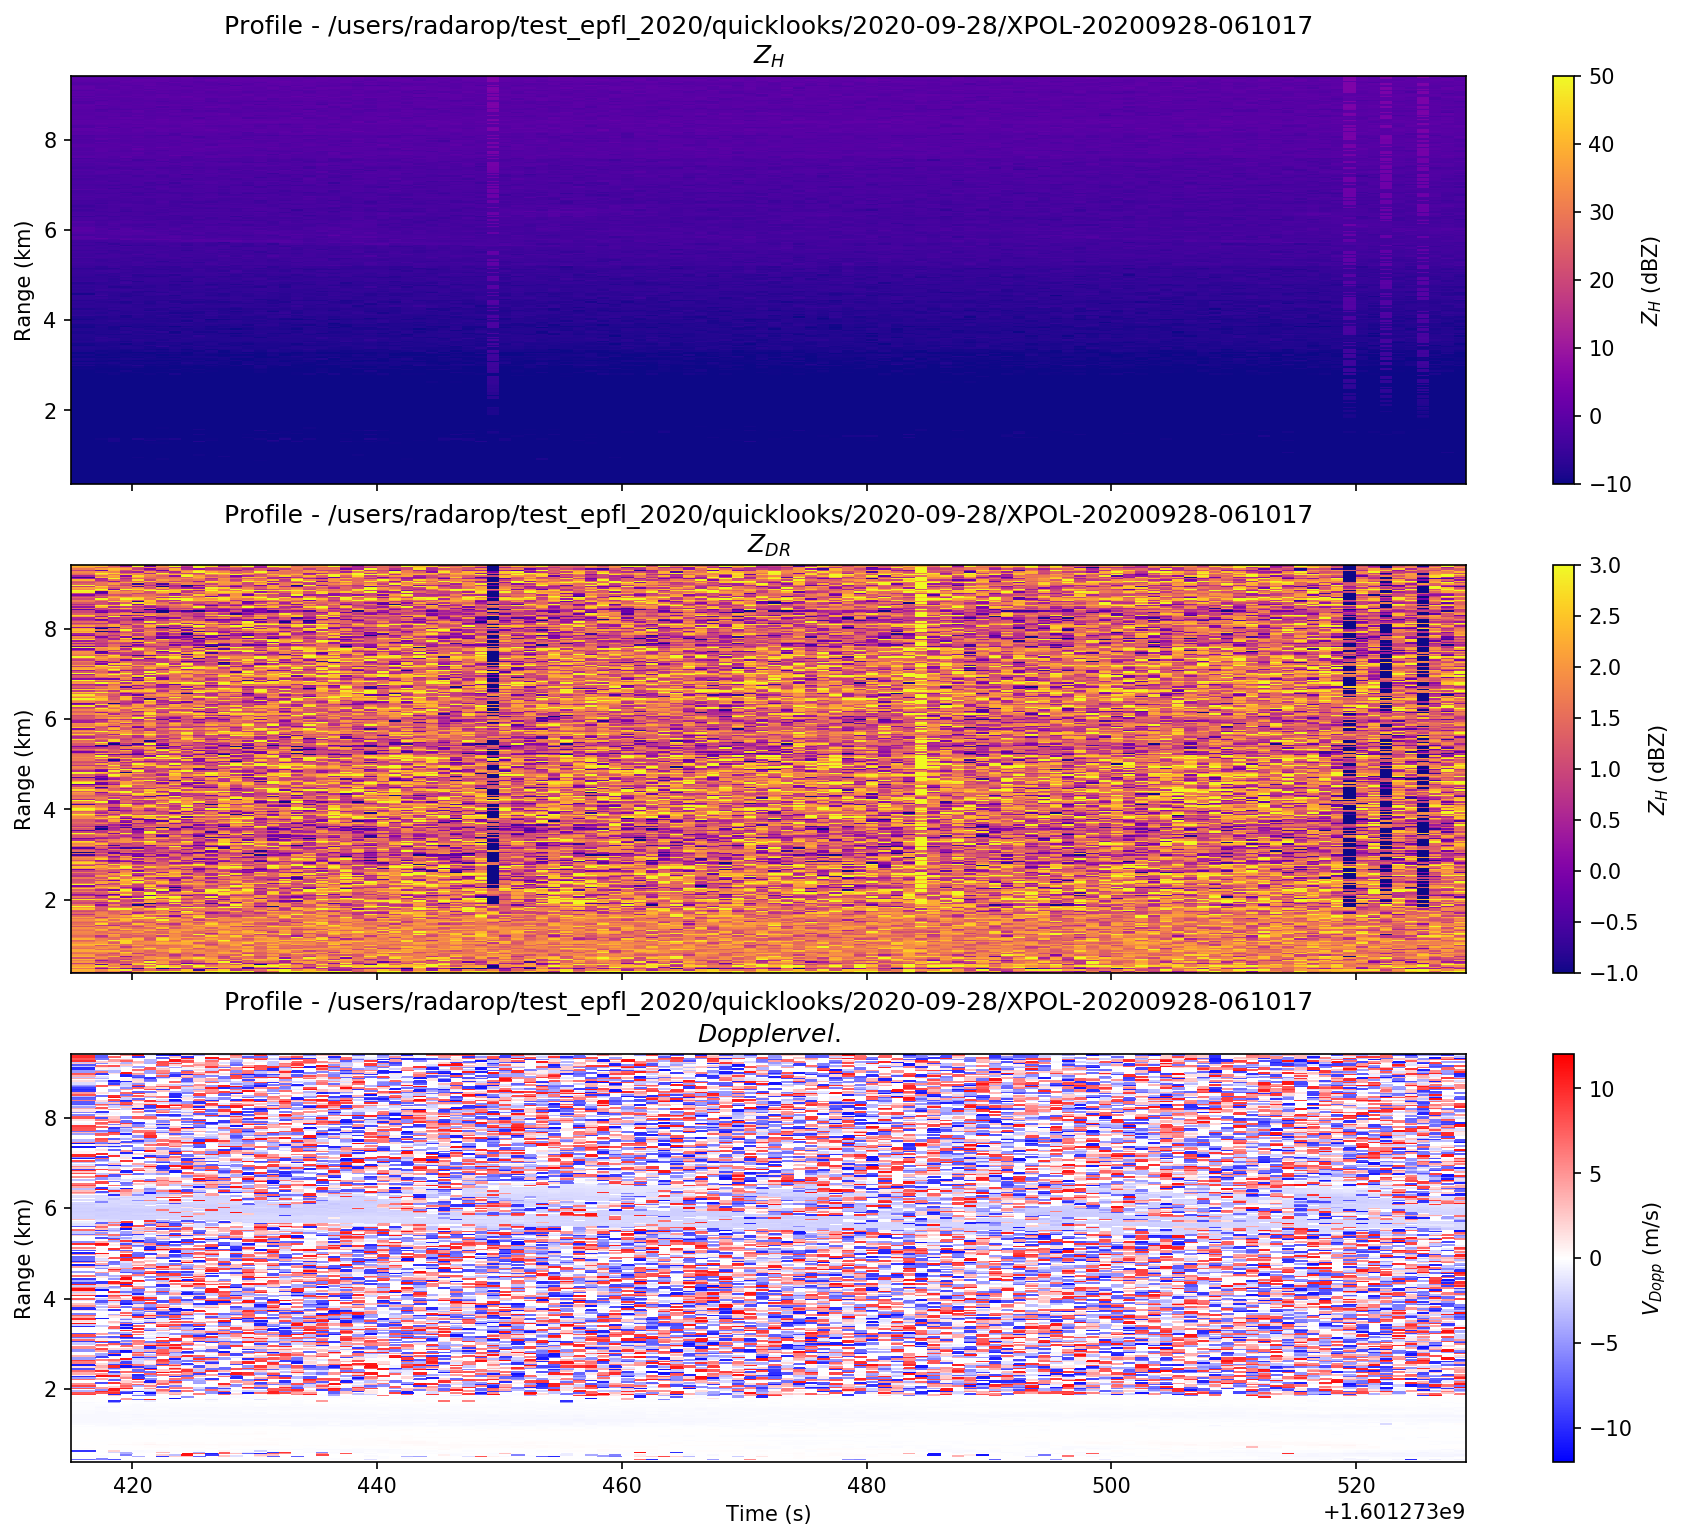 Profile - /users/radarop/test_epfl_2020/quicklooks/2020-09-28/XPOL-20200928-061017
Z_H
Range (km)
8
6
4
2
50
40
30
20
10
0
−10
Z_H (dBZ)
Profile - /users/radarop/test_epfl_2020/quicklooks/2020-09-28/XPOL-20200928-061017
Z_DR
Range (km)
8
6
4
2
3.0
2.5
2.0
1.5
1.0
0.5
0.0
−0.5
−1.0
Z_H (dBZ)
Profile - /users/radarop/test_epfl_2020/quicklooks/2020-09-28/XPOL-20200928-061017
Dopplervel.
Range (km)
8
6
4
2
10
5
0
−5
−10
V_Dopp (m/s)
420 440 460 480 500 520
Time (s)
+1.601273e9